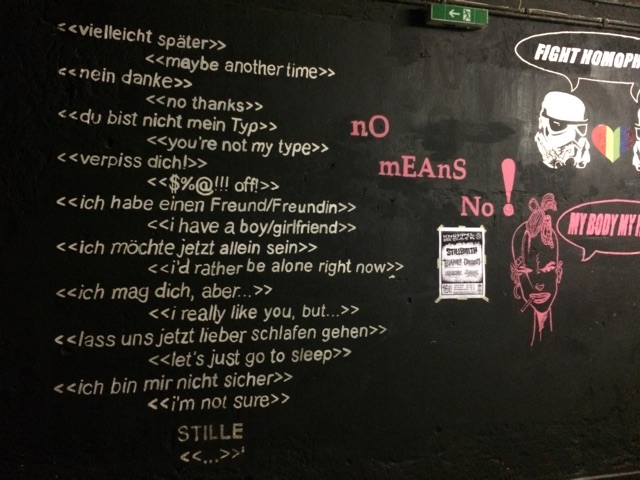 <<vielleicht später>>
<<maybe another time>>
<<nein danke>>
<<no thanks>>
<<du bist nicht mein Typ>>
<<you're not my type>>
<<verpiss dich!>>
<<$%@!!! off!>>
<<ich habe einen Freund/Freundin>>
<<i have a boy/girlfriend>>
<<ich möchte jetzt allein sein>>
<<i'd rather be alone right now>>
<<ich mag dich, aber...>>
<<i really like you, but...>>
<<lass uns jetzt lieber schlafen gehen>>
<<let's just go to sleep>>
<<ich bin mir nicht sicher>>
<<i'm not sure>>
STILLE
<<...>>
nO
mEAnS
No !
FIGHT HOMOPH
MY BODY MY